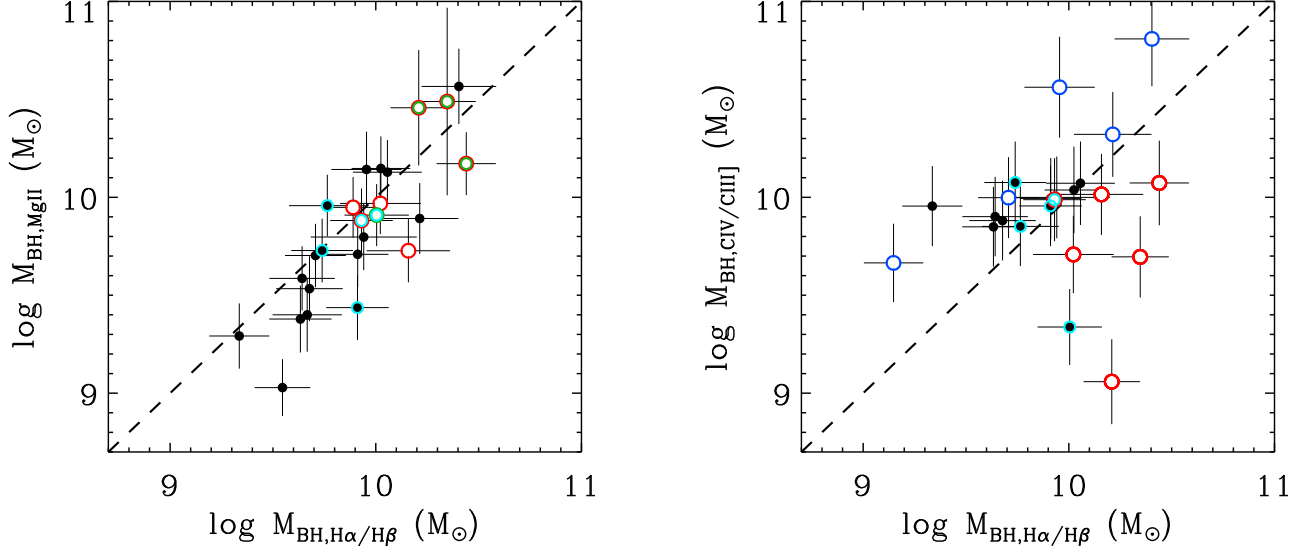 11
10
9
log M_BH,MgII (M_⊙)
9 10 11
log M_BH,Hα/Hβ (M_⊙)
11
10
9
log M_BH,CIV/CIII] (M_⊙)
9 10 11
log M_BH,Hα/Hβ (M_⊙)